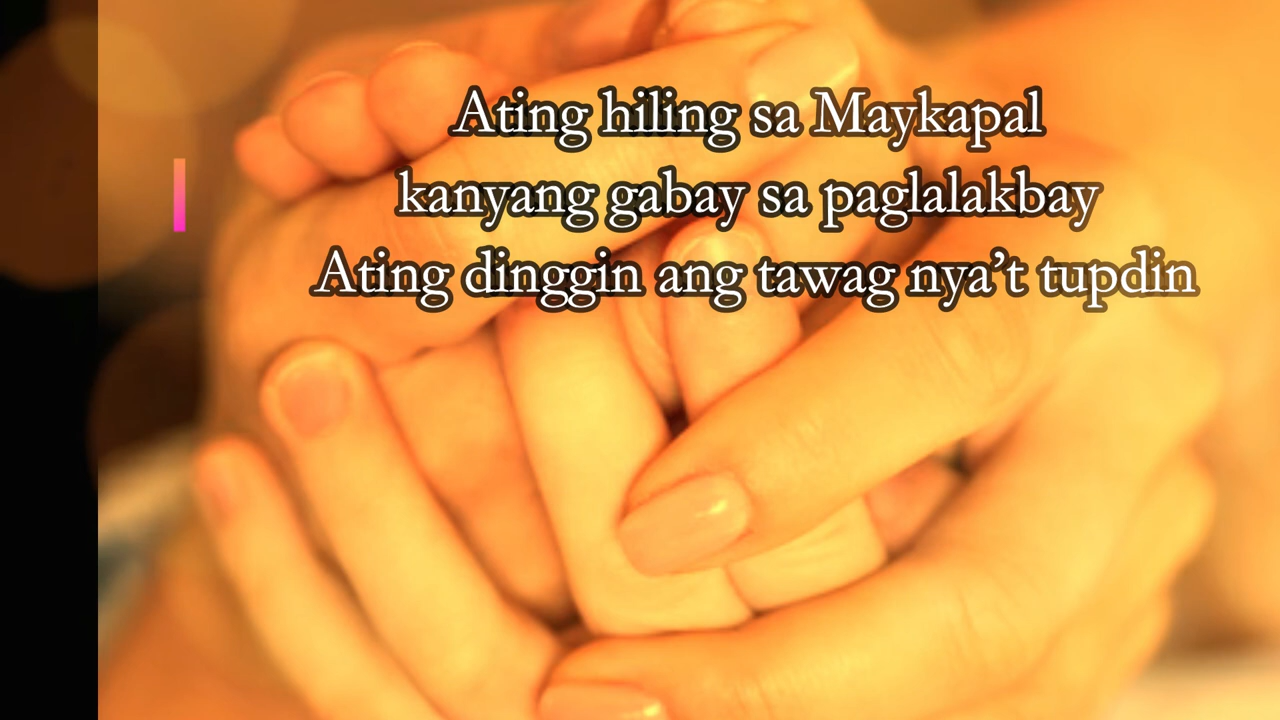 Ating hiling sa Maykapal
kanyang gabay sa paglalakbay
Ating dinggin ang tawag nya’t tupdin